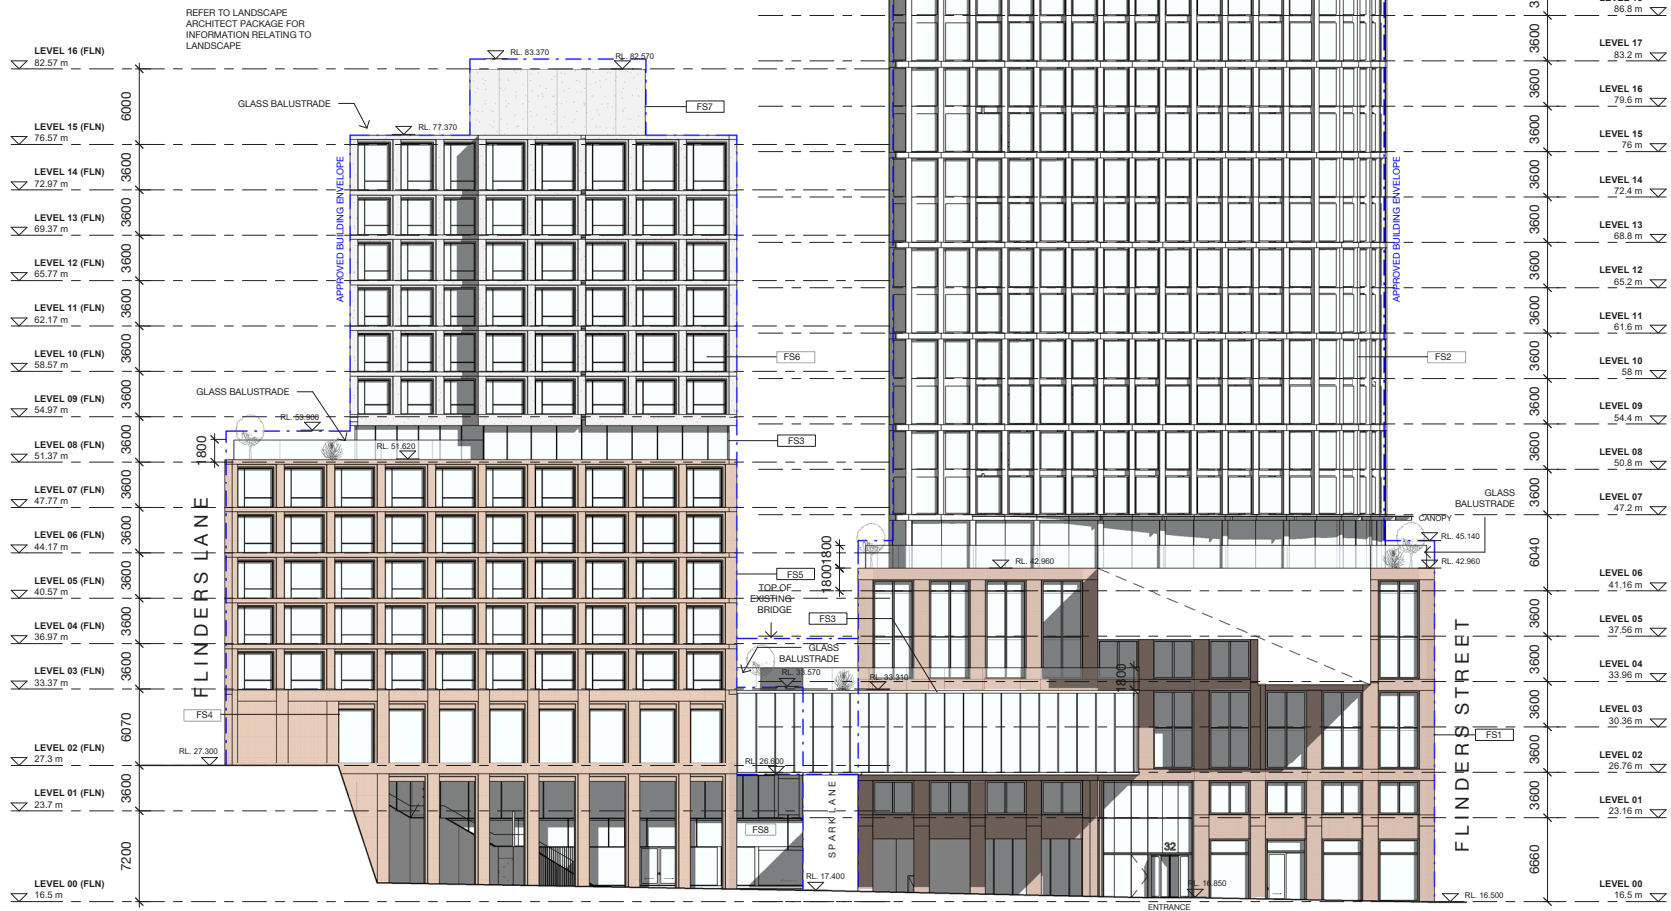 REFER TO LANDSCAPE
ARCHITECT PACKAGE FOR
INFORMATION RELATING TO
LANDSCAPE
LEVEL 16 (FLN)
82.57 m
6000
LEVEL 15 (FLN)
76.57 m
3600
LEVEL 14 (FLN)
72.97 m
3600
LEVEL 13 (FLN)
69.37 m
3600
LEVEL 12 (FLN)
65.77 m
3600
LEVEL 11 (FLN)
62.17 m
3600
LEVEL 10 (FLN)
58.57 m
3600
LEVEL 09 (FLN)
54.97 m
3600
LEVEL 08 (FLN)
51.37 m
3600
LEVEL 07 (FLN)
47.77 m
3600
LEVEL 06 (FLN)
44.17 m
3600
LEVEL 05 (FLN)
40.57 m
3600
LEVEL 04 (FLN)
36.97 m
3600
LEVEL 03 (FLN)
33.37 m
6070
LEVEL 02 (FLN)
27.3 m
3600
LEVEL 01 (FLN)
23.7 m
7200
LEVEL 00 (FLN)
16.5 m
1800
FLINDERS LANE
RL. 83.370
RL. 82.570
GLASS BALUSTRADE
FS7
RL. 77.370
APPROVED BUILDING ENVELOPE
FS6
GLASS BALUSTRADE
RL. 53.900
RL. 51.620
FS3
FS5
TOP OF
EXISTING
BRIDGE
FS3
GLASS
BALUSTRADE
RL. 33.570
RL. 33.310
1800
FS4
RL. 27.300
RL. 26.600
FS8
SPARK LANE
RL. 17.400
1800
1800
RL. 42.960
32
RL. 16.850
ENTRANCE
APPROVED BUILDING ENVELOPE
FS2
GLASS
BALUSTRADE
CANOPY
RL. 45.140
RL. 42.960
FLINDERS STREET
FS1
RL. 16.500
86.8 m
3600
LEVEL 17
83.2 m
3600
LEVEL 16
79.6 m
3600
LEVEL 15
76 m
3600
LEVEL 14
72.4 m
3600
LEVEL 13
68.8 m
3600
LEVEL 12
65.2 m
3600
LEVEL 11
61.6 m
3600
LEVEL 10
58 m
3600
LEVEL 09
54.4 m
3600
LEVEL 08
50.8 m
3600
LEVEL 07
47.2 m
6040
LEVEL 06
41.16 m
3600
LEVEL 05
37.56 m
3600
LEVEL 04
33.96 m
3600
LEVEL 03
30.36 m
3600
LEVEL 02
26.76 m
3600
LEVEL 01
23.16 m
6660
LEVEL 00
16.5 m